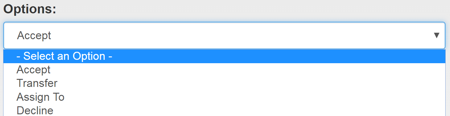 Options:
Accept
- Select an Option -
Accept
Transfer
Assign To
Decline